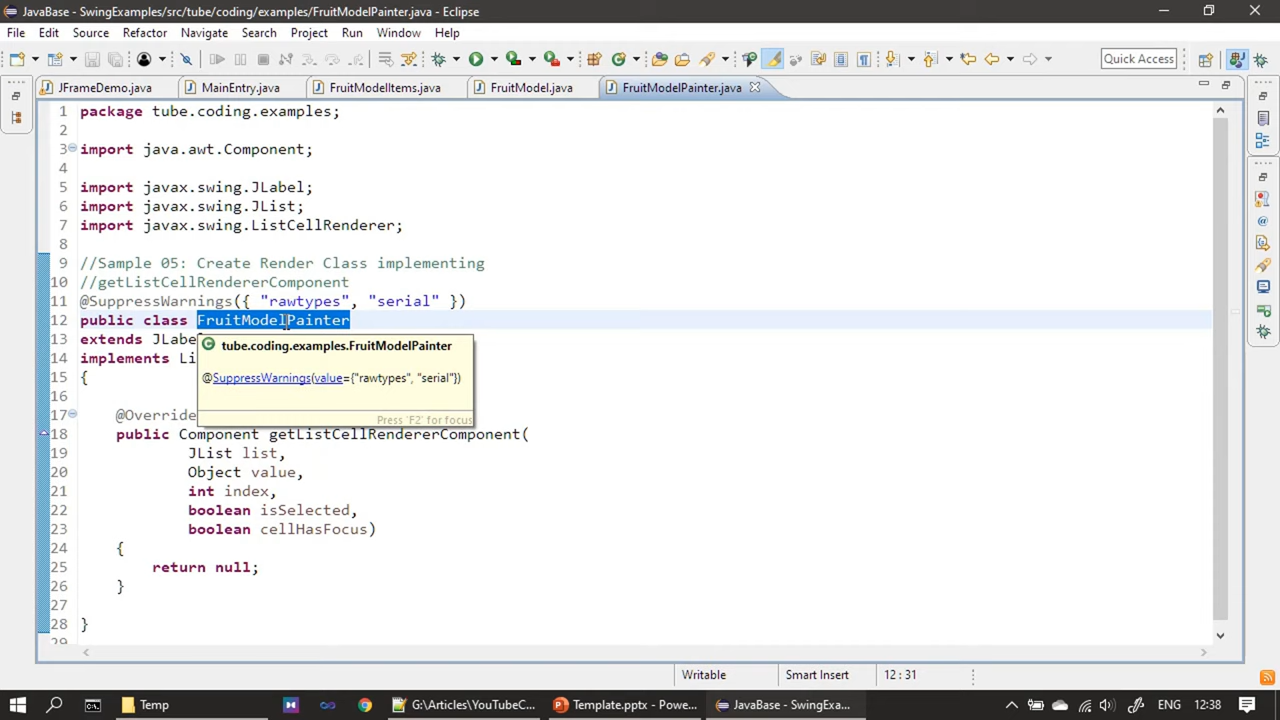 JavaBase - SwingExamples/src/tube/coding/examples/FruitModelPainter.java - Eclipse
File Edit Source Refactor Navigate Search Project Run Window Help
Quick Access
JFrameDemo.java MainEntry.java FruitModelItems.java FruitModel.java FruitModelPainter.java
1 package tube.coding.examples;
2
3 import java.awt.Component;
4
5 import javax.swing.JLabel;
6 import javax.swing.JList;
7 import javax.swing.ListCellRenderer;
8
9 //Sample 05: Create Render Class implementing
10 //getListCellRendererComponent
11 @SuppressWarnings({ "rawtypes", "serial" })
12 public class FruitModelPainter
13 extends JLabe
tube.coding.examples.FruitModelPainter
14 implements Li
15 {
@SuppressWarnings(value={"rawtypes", "serial"})
16
17 @Override
Press 'F2' for focus
18 public Component getListCellRendererComponent(
19 JList list,
20 Object value,
21 int index,
22 boolean isSelected,
23 boolean cellHasFocus)
24 {
25 return null;
26 }
27
28 }
29
Writable Smart Insert 12 : 31
Temp G:\Articles\YouTubeC... Template.pptx - Powe... JavaBase - SwingExa... ENG 12:38